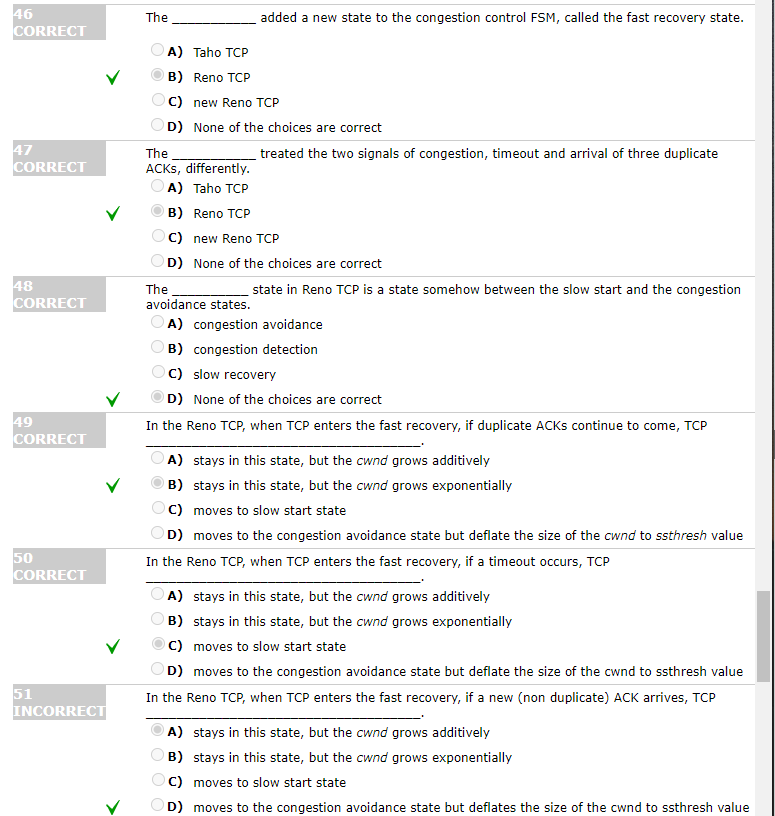 46
CORRECT
The ____________ added a new state to the congestion control FSM, called the fast recovery state.
A) Taho TCP
B) Reno TCP
C) new Reno TCP
D) None of the choices are correct
47
CORRECT
The ____________ treated the two signals of congestion, timeout and arrival of three duplicate
ACKs, differently.
A) Taho TCP
B) Reno TCP
C) new Reno TCP
D) None of the choices are correct
48
CORRECT
The ___________ state in Reno TCP is a state somehow between the slow start and the congestion
avoidance states.
A) congestion avoidance
B) congestion detection
C) slow recovery
D) None of the choices are correct
49
CORRECT
In the Reno TCP, when TCP enters the fast recovery, if duplicate ACKs continue to come, TCP
_______________________________________.
A) stays in this state, but the cwnd grows additively
B) stays in this state, but the cwnd grows exponentially
C) moves to slow start state
D) moves to the congestion avoidance state but deflate the size of the cwnd to ssthresh value
50
CORRECT
In the Reno TCP, when TCP enters the fast recovery, if a timeout occurs, TCP
_______________________________________.
A) stays in this state, but the cwnd grows additively
B) stays in this state, but the cwnd grows exponentially
C) moves to slow start state
D) moves to the congestion avoidance state but deflate the size of the cwnd to ssthresh value
51
INCORRECT
In the Reno TCP, when TCP enters the fast recovery, if a new (non duplicate) ACK arrives, TCP
_______________________________________.
A) stays in this state, but the cwnd grows additively
B) stays in this state, but the cwnd grows exponentially
C) moves to slow start state
D) moves to the congestion avoidance state but deflates the size of the cwnd to ssthresh value